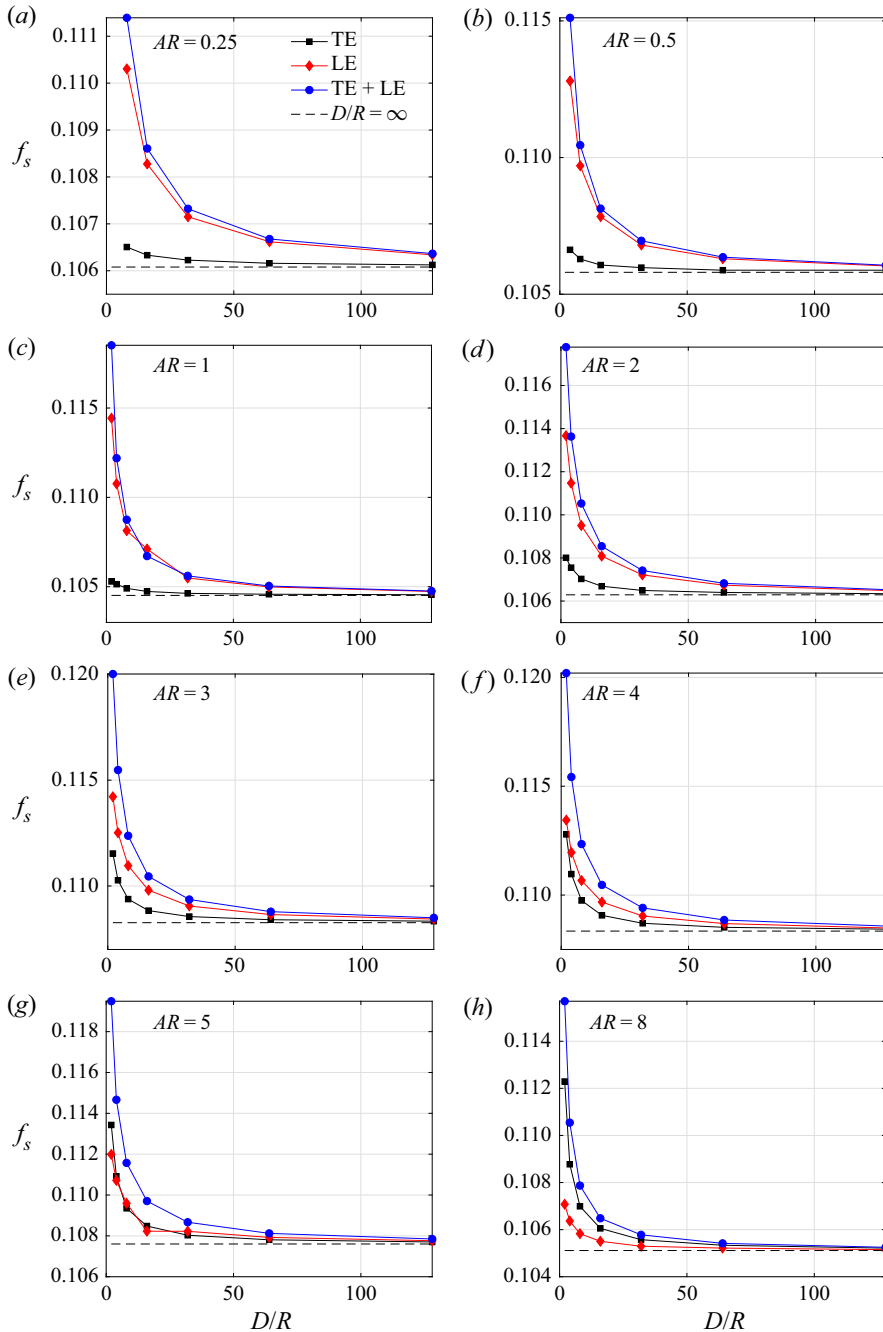 (a)
AR = 0.25
TE
LE
TE + LE
D/R = ∞
0.111
0.110
0.109
0.108
0.107
0.106
fs
0
50
100
(b)
AR = 0.5
0.115
0.110
0.105
0
50
100
(c)
AR = 1
0.115
0.110
0.105
fs
0
50
100
(d)
AR = 2
0.116
0.114
0.112
0.110
0.108
0.106
0
50
100
(e)
AR = 3
0.120
0.115
0.110
fs
0
50
100
(f)
AR = 4
0.120
0.115
0.110
0
50
100
(g)
AR = 5
0.118
0.116
0.114
0.112
0.110
0.108
0.106
fs
0
50
100
D/R
(h)
AR = 8
0.114
0.112
0.110
0.108
0.106
0.104
0
50
100
D/R